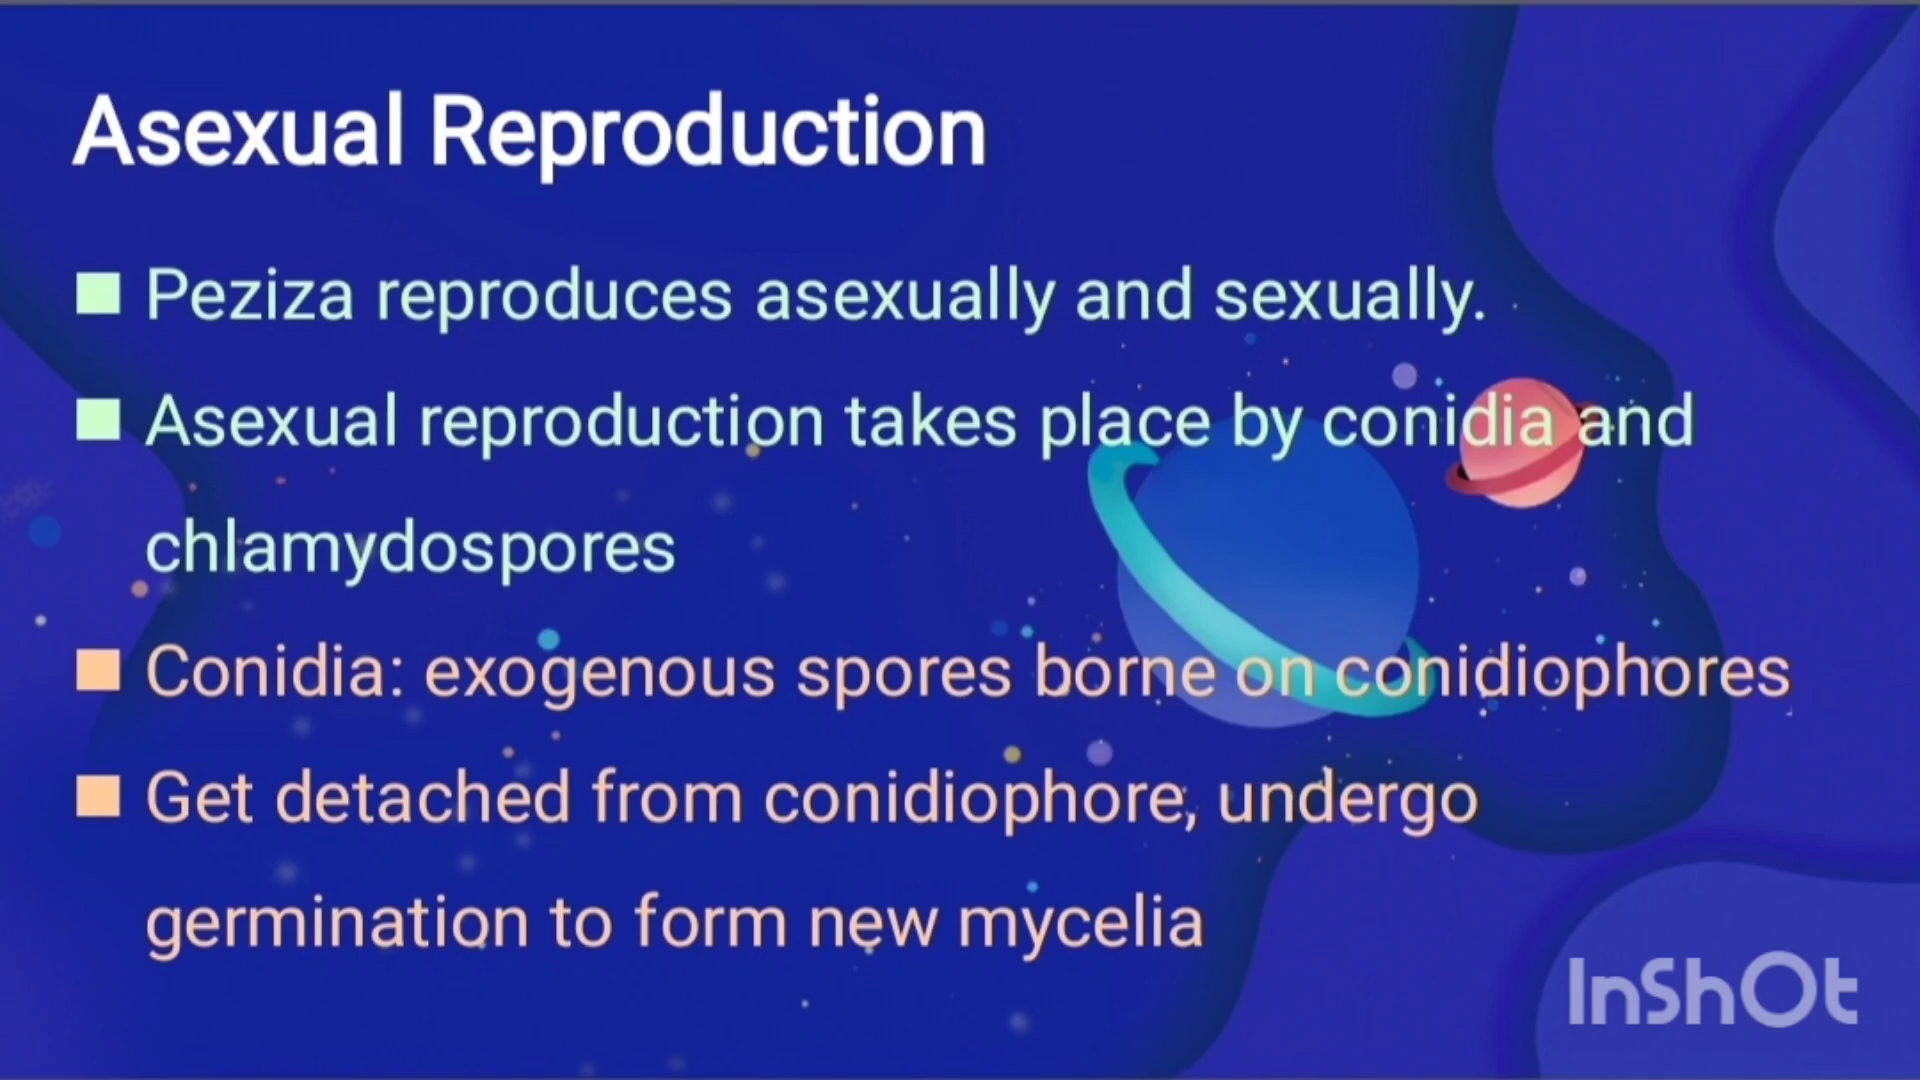 Asexual Reproduction
Peziza reproduces asexually and sexually.
Asexual reproduction takes place by conidia and
chlamydospores
Conidia: exogenous spores borne on conidiophores
Get detached from conidiophore, undergo
germination to form new mycelia
InShOt